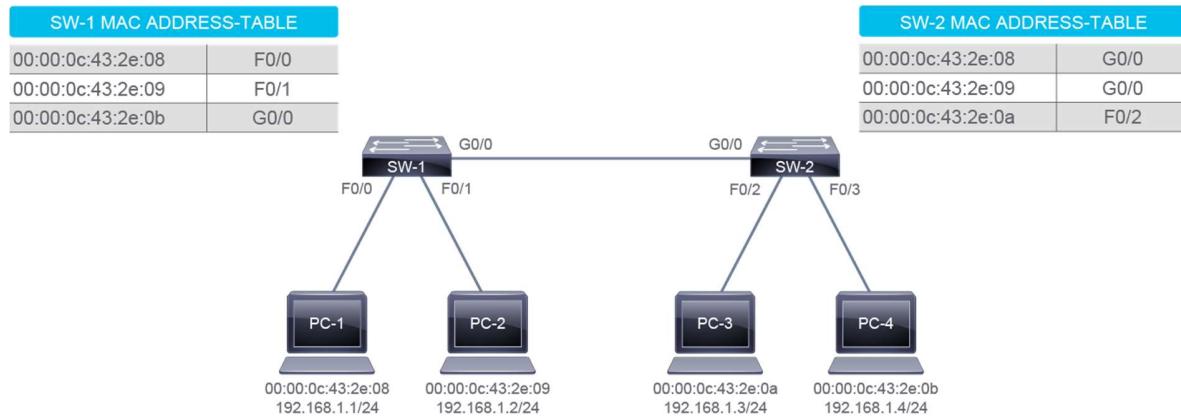 SW-1 MAC ADDRESS-TABLE
00:00:0c:43:2e:08 F0/0
00:00:0c:43:2e:09 F0/1
00:00:0c:43:2e:0b G0/0
SW-2 MAC ADDRESS-TABLE
00:00:0c:43:2e:08 G0/0
00:00:0c:43:2e:09 G0/0
00:00:0c:43:2e:0a F0/2
G0/0 G0/0
SW-1 SW-2
F0/0 F0/1 F0/2 F0/3
PC-1 PC-2 PC-3 PC-4
00:00:0c:43:2e:08 00:00:0c:43:2e:09 00:00:0c:43:2e:0a 00:00:0c:43:2e:0b
192.168.1.1/24 192.168.1.2/24 192.168.1.3/24 192.168.1.4/24